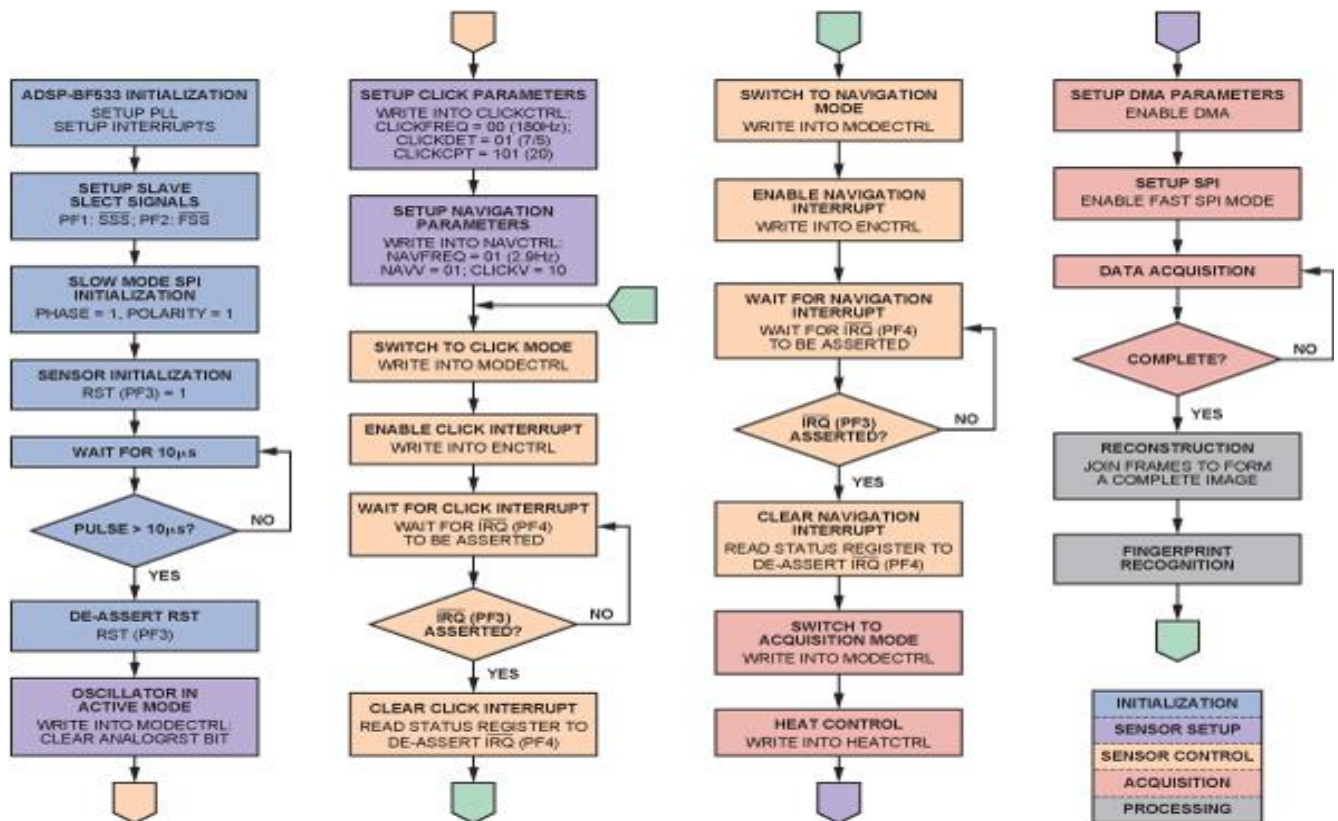 ADSP-BF533 INITIALIZATION
SETUP PLL
SETUP INTERRUPTS
SETUP SLAVE
SLECT SIGNALS
PF1: S̅S̅S̅; PF2: F̅S̅S̅
SLOW MODE SPI
INITIALIZATION
PHASE = 1, POLARITY = 1
SENSOR INITIALIZATION
RST (PF3) = 1
WAIT FOR 10µs
PULSE > 10µs?
NO
YES
DE-ASSERT RST
RST (PF3)
OSCILLATOR IN
ACTIVE MODE
WRITE INTO MODECTRL:
CLEAR ANALOGRST BIT
SETUP CLICK PARAMETERS
WRITE INTO CLICKCTRL:
CLICKFREQ = 00 (180Hz);
CLICKDET = 01 (7/5)
CLICKCPT = 101 (20)
SETUP NAVIGATION
PARAMETERS
WRITE INTO NAVCTRL:
NAVFREQ = 01 (2.9Hz)
NAVV = 01; CLICKV = 10
SWITCH TO CLICK MODE
WRITE INTO MODECTRL
ENABLE CLICK INTERRUPT
WRITE INTO ENCTRL
WAIT FOR CLICK INTERRUPT
WAIT FOR I̅R̅Q̅ (PF4)
TO BE ASSERTED
I̅R̅Q̅ (PF3)
ASSERTED?
NO
YES
CLEAR CLICK INTERRUPT
READ STATUS REGISTER TO
DE-ASSERT I̅R̅Q̅ (PF4)
SWITCH TO NAVIGATION
MODE
WRITE INTO MODECTRL
ENABLE NAVIGATION
INTERRUPT
WRITE INTO ENCTRL
WAIT FOR NAVIGATION
INTERRUPT
WAIT FOR I̅R̅Q̅ (PF4)
TO BE ASSERTED
I̅R̅Q̅ (PF3)
ASSERTED?
NO
YES
CLEAR NAVIGATION
INTERRUPT
READ STATUS REGISTER TO
DE-ASSERT I̅R̅Q̅ (PF4)
SWITCH TO
ACQUISITION MODE
WRITE INTO MODECTRL
HEAT CONTROL
WRITE INTO HEATCTRL
SETUP DMA PARAMETERS
ENABLE DMA
SETUP SPI
ENABLE FAST SPI MODE
DATA ACQUISITION
COMPLETE?
NO
YES
RECONSTRUCTION
JOIN FRAMES TO FORM
A COMPLETE IMAGE
FINGERPRINT
RECOGNITION
INITIALIZATION
SENSOR SETUP
SENSOR CONTROL
ACQUISITION
PROCESSING